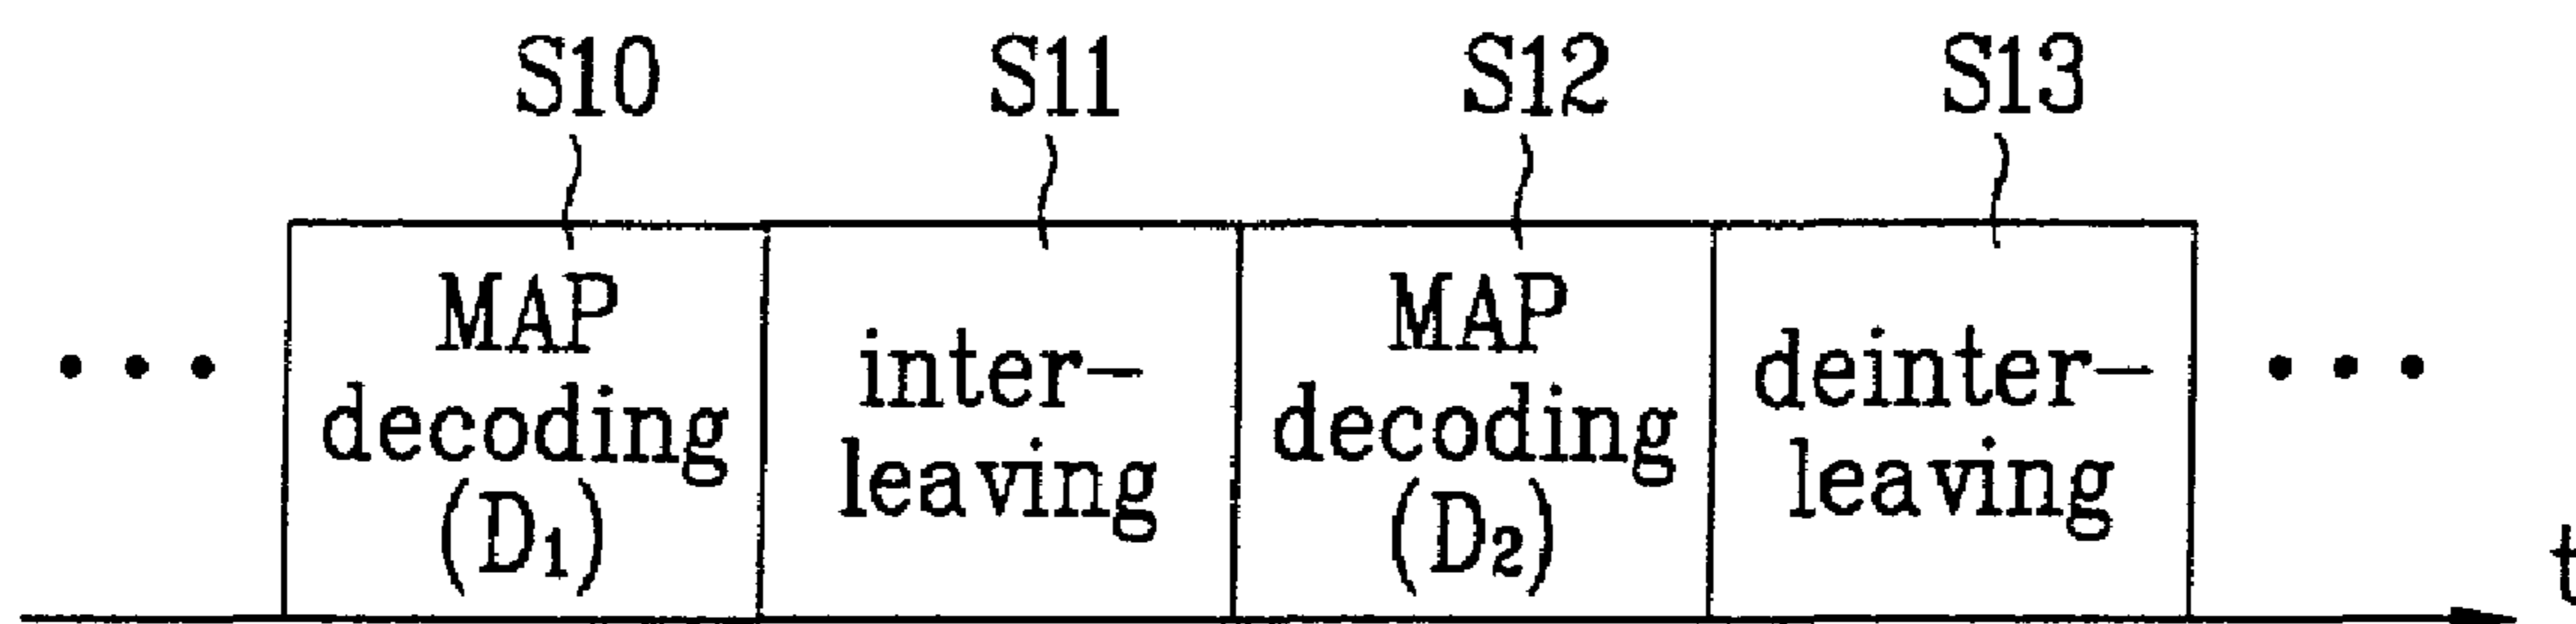 S10 S11 S12 S13
MAP
decoding
(D₁)
inter-
leaving
MAP
decoding
(D₂)
deinter-
leaving
• • •
• • •
t